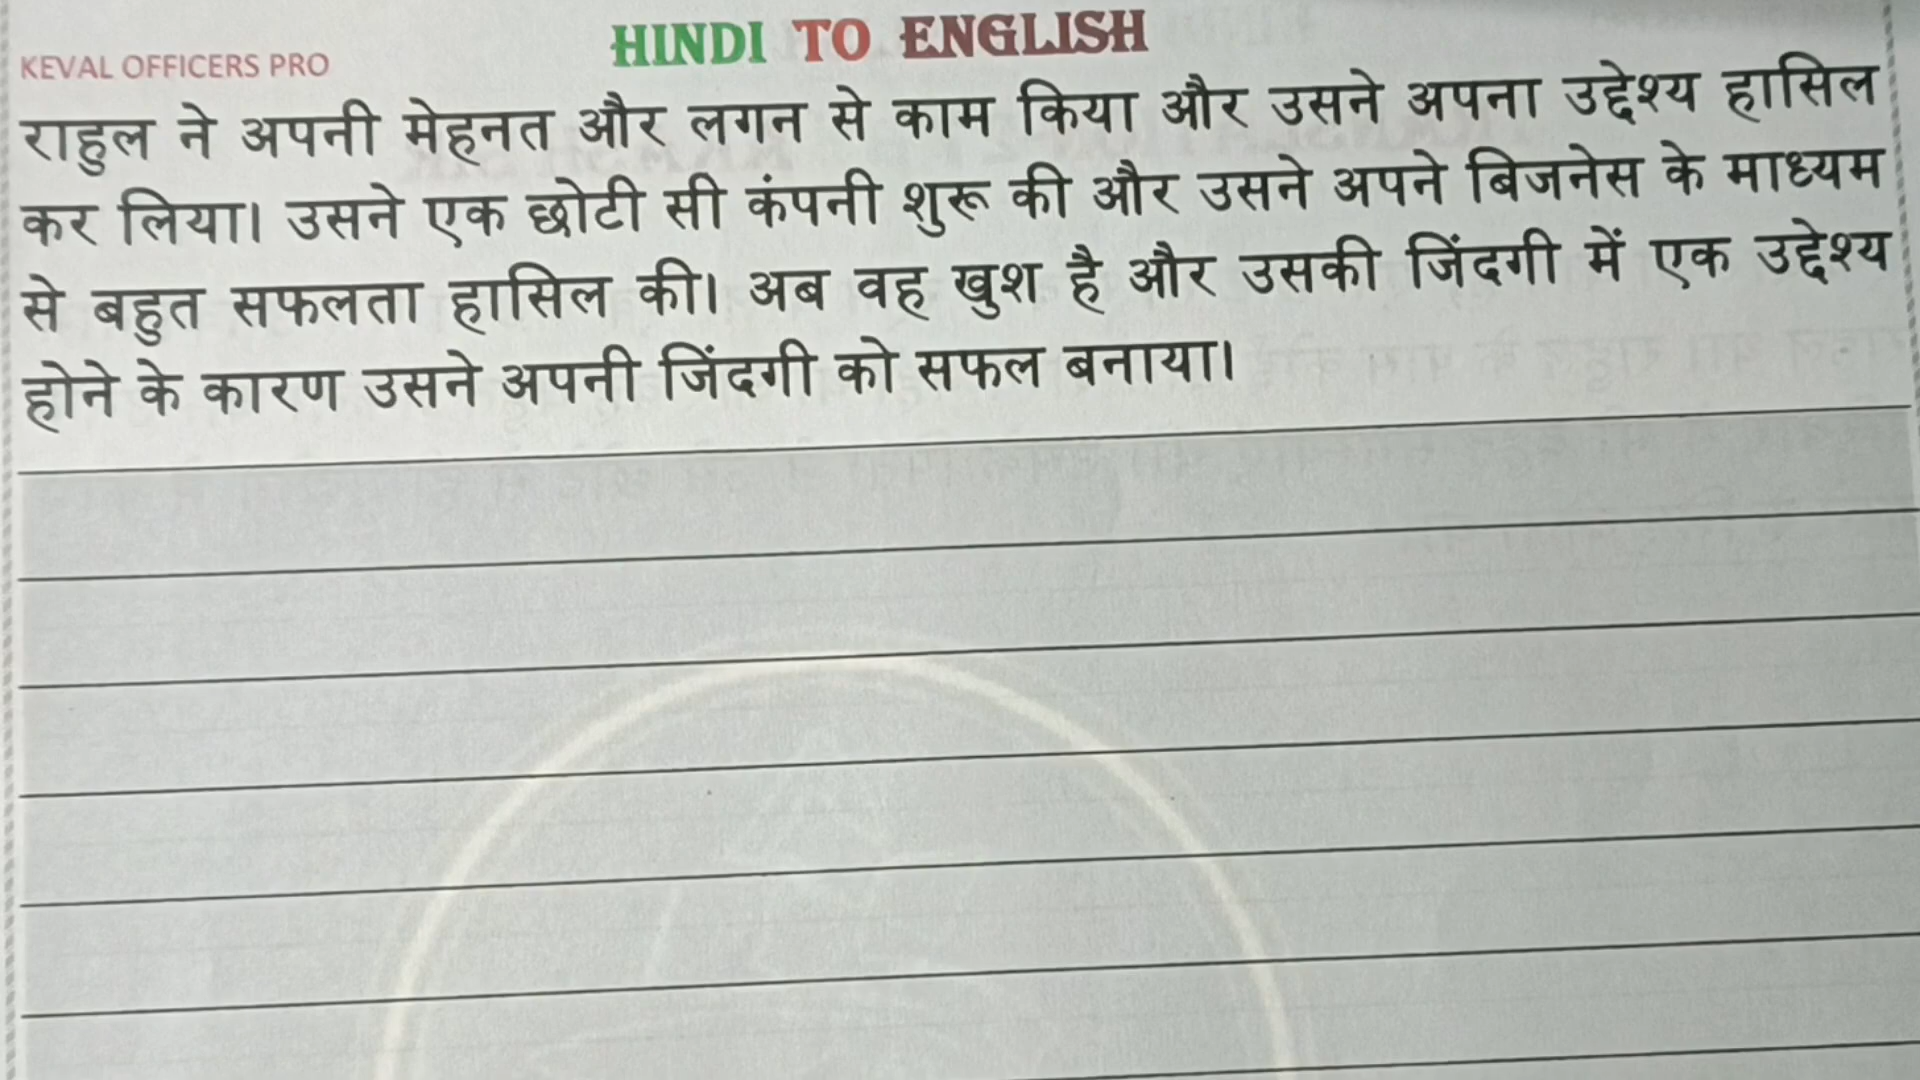 HINDI TO ENGLISH
KEVAL OFFICERS PRO
राहुल ने अपनी मेहनत और लगन से काम किया और उसने अपना उद्देश्य हासिल
कर लिया। उसने एक छोटी सी कंपनी शुरू की और उसने अपने बिजनेस के माध्यम
से बहुत सफलता हासिल की। अब वह खुश है और उसकी जिंदगी में एक उद्देश्य
होने के कारण उसने अपनी जिंदगी को सफल बनाया।